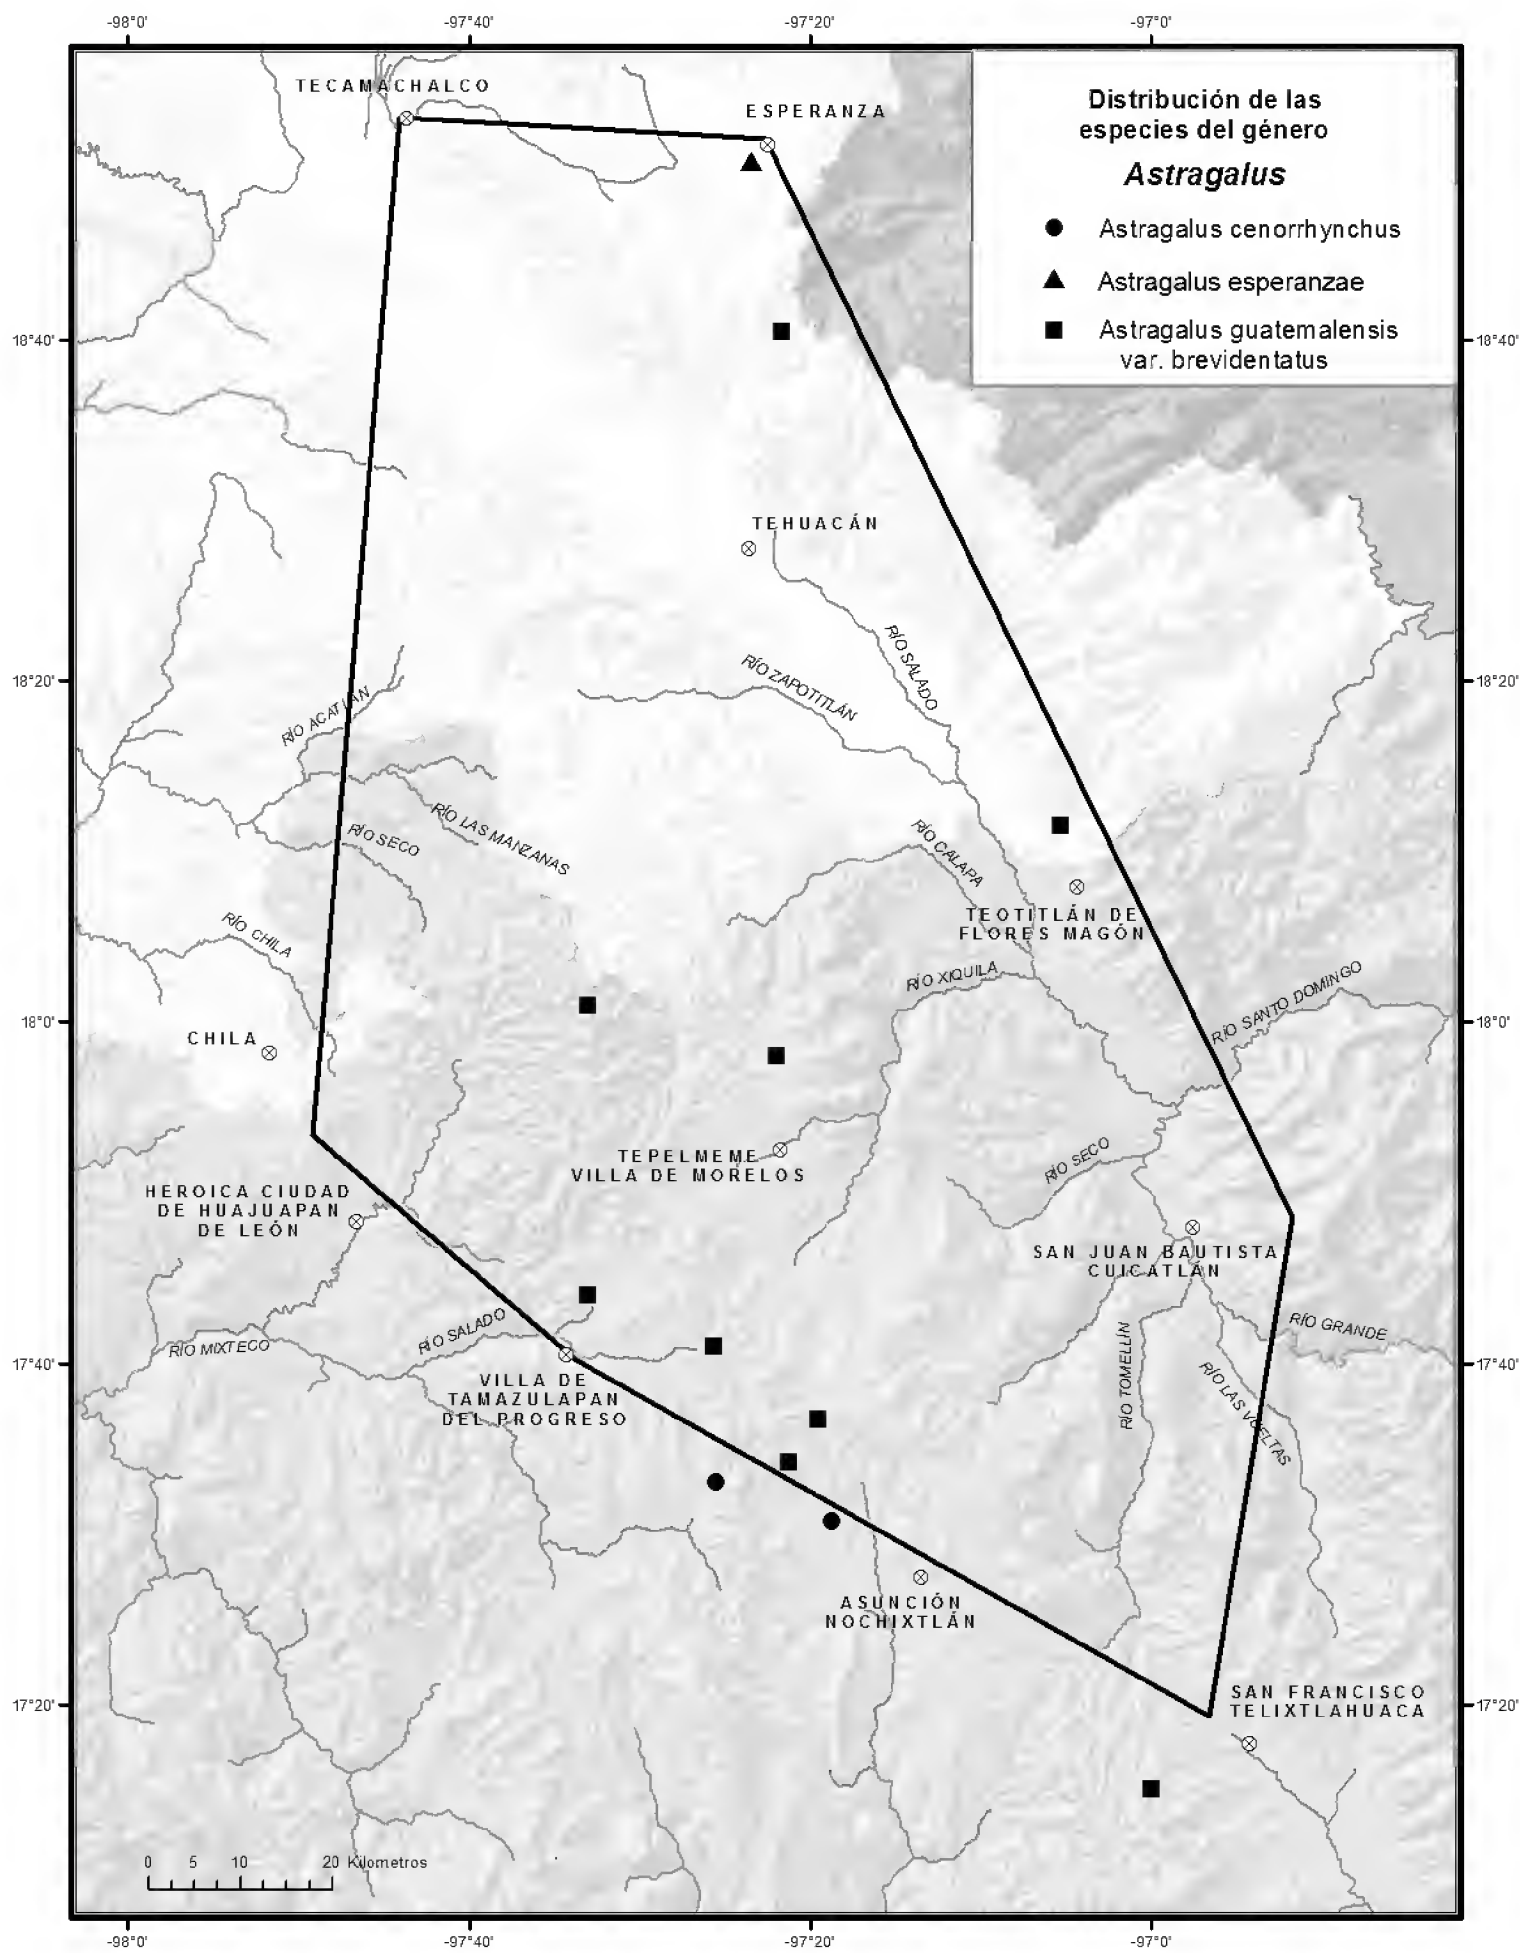 -98°0'
-97°40'
-97°20'
-97°0'
TECAMACHALCO
ESPERANZA
Distribución de las
especies del género
Astragalus
Astragalus cenorrhynchus
Astragalus esperanzae
Astragalus guatemalensis
var. brevidentatus
18°40'
18°40'
TEHUACÁN
RÍO SALADO
RÍO ZAPOTITLÁN
18°20'
18°20'
RÍO ACATLÁN
RÍO LAS MANZANAS
RÍO SECO
RÍO CALAPA
TEOTITLÁN DE
FLORES MAGÓN
RÍO CHILA
RÍO XIQUILA
RÍO SANTO DOMINGO
18°0'
18°0'
CHILA
TEPELMEME
VILLA DE MORELOS
RÍO SECO
HEROICA CIUDAD
DE HUAJUAPAN
DE LEÓN
SAN JUAN BAUTISTA
CUICATLÁN
RÍO GRANDE
RÍO SALADO
RÍO MIXTECO
17°40'
17°40'
RÍO TOMELLÍN
RÍO LAS VUELTAS
VILLA DE
TAMAZULAPAN
DEL PROGRESO
ASUNCIÓN
NOCHIXTLÁN
SAN FRANCISCO
TELIXTLAHUACA
17°20'
17°20'
0 5 10 20 Kilometros
-98°0'
-97°40'
-97°20'
-97°0'